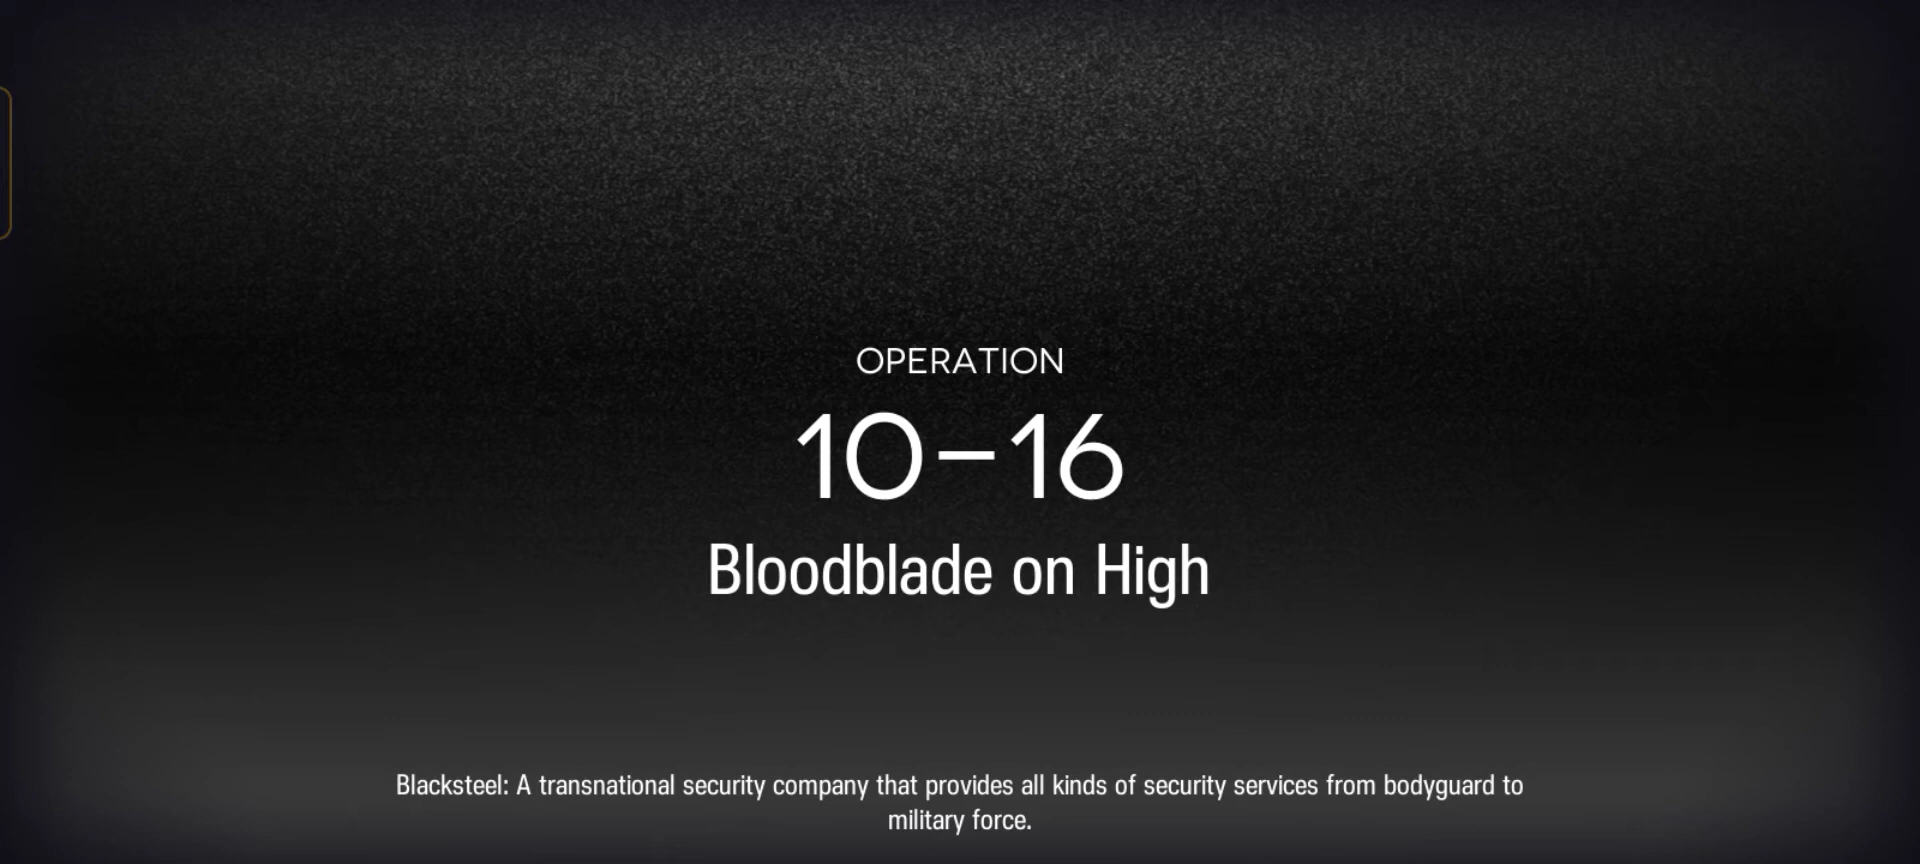 OPERATION
10-16
Bloodblade on High
Blacksteel: A transnational security company that provides all kinds of security services from bodyguard to
military force.